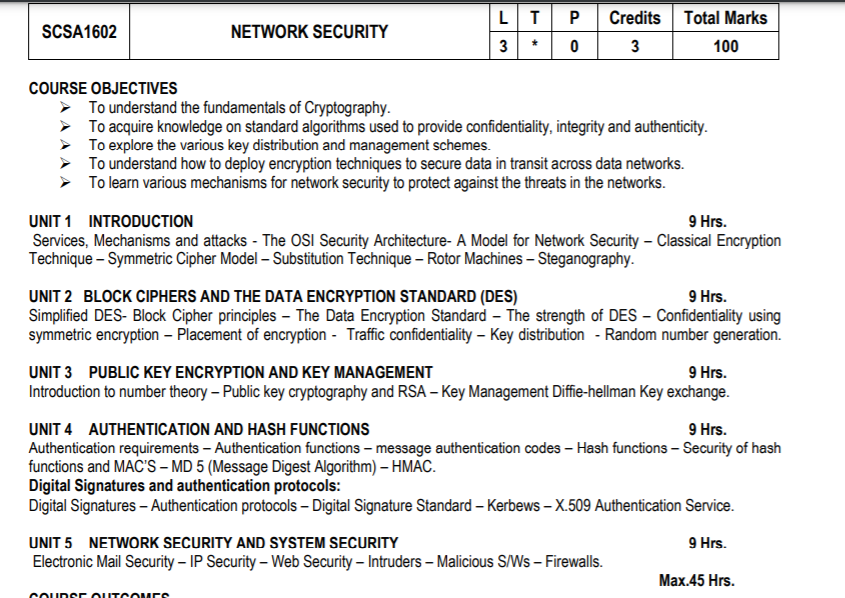 SCSA1602 NETWORK SECURITY L T P Credits Total Marks
3 * 0 3 100
COURSE OBJECTIVES
➢ To understand the fundamentals of Cryptography.
➢ To acquire knowledge on standard algorithms used to provide confidentiality, integrity and authenticity.
➢ To explore the various key distribution and management schemes.
➢ To understand how to deploy encryption techniques to secure data in transit across data networks.
➢ To learn various mechanisms for network security to protect against the threats in the networks.
UNIT 1 INTRODUCTION 9 Hrs.
Services, Mechanisms and attacks - The OSI Security Architecture- A Model for Network Security – Classical Encryption
Technique – Symmetric Cipher Model – Substitution Technique – Rotor Machines – Steganography.
UNIT 2 BLOCK CIPHERS AND THE DATA ENCRYPTION STANDARD (DES) 9 Hrs.
Simplified DES- Block Cipher principles – The Data Encryption Standard – The strength of DES – Confidentiality using
symmetric encryption – Placement of encryption - Traffic confidentiality – Key distribution - Random number generation.
UNIT 3 PUBLIC KEY ENCRYPTION AND KEY MANAGEMENT 9 Hrs.
Introduction to number theory – Public key cryptography and RSA – Key Management Diffie-hellman Key exchange.
UNIT 4 AUTHENTICATION AND HASH FUNCTIONS 9 Hrs.
Authentication requirements – Authentication functions – message authentication codes – Hash functions – Security of hash
functions and MAC'S – MD 5 (Message Digest Algorithm) – HMAC.
Digital Signatures and authentication protocols:
Digital Signatures – Authentication protocols – Digital Signature Standard – Kerbews – X.509 Authentication Service.
UNIT 5 NETWORK SECURITY AND SYSTEM SECURITY 9 Hrs.
Electronic Mail Security – IP Security – Web Security – Intruders – Malicious S/Ws – Firewalls.
Max.45 Hrs.
COURSE OUTCOMES